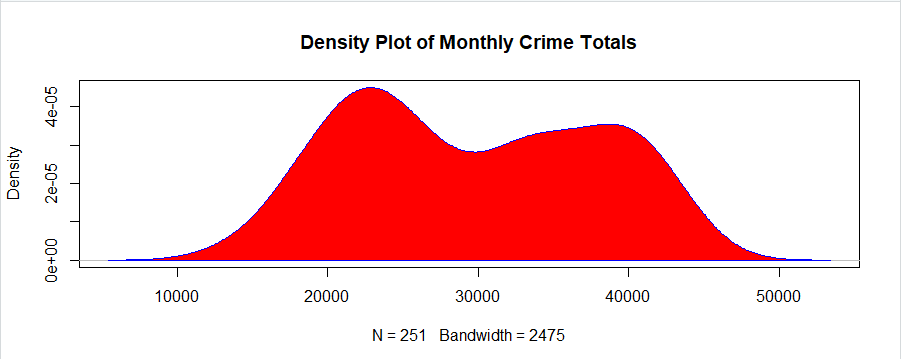 Density Plot of Monthly Crime Totals
Density
4e-05
2e-05
0e+00
10000 20000 30000 40000 50000
N = 251 Bandwidth = 2475